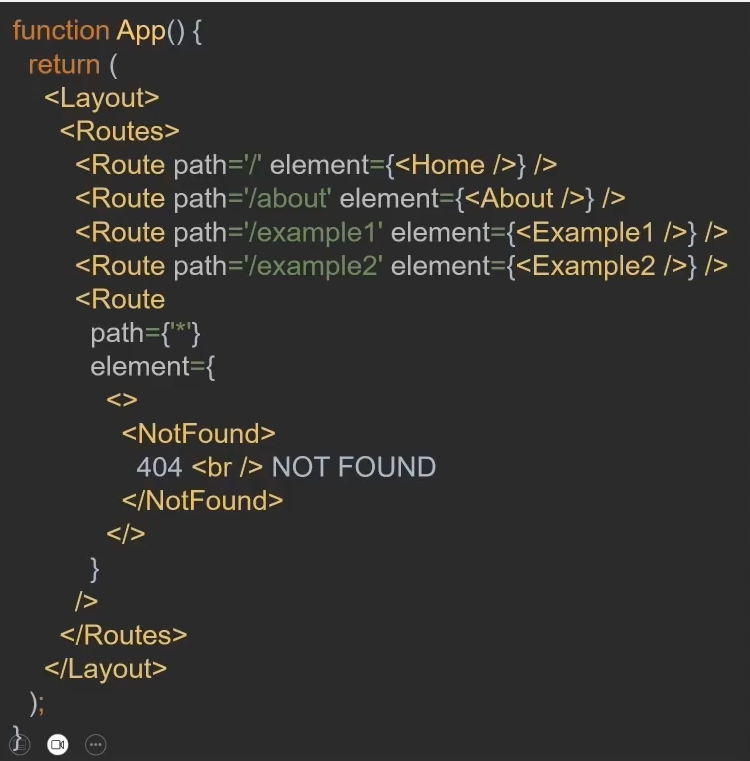 function App() {
return (
<Layout>
<Routes>
<Route path='/' element={<Home />} />
<Route path='/about' element={<About />} />
<Route path='/example1' element={<Example1 />} />
<Route path='/example2' element={<Example2 />} />
<Route
path={'*'}
element={
<>
<NotFound>
404 <br /> NOT FOUND
</NotFound>
</>
}
/>
</Routes>
</Layout>
);
}